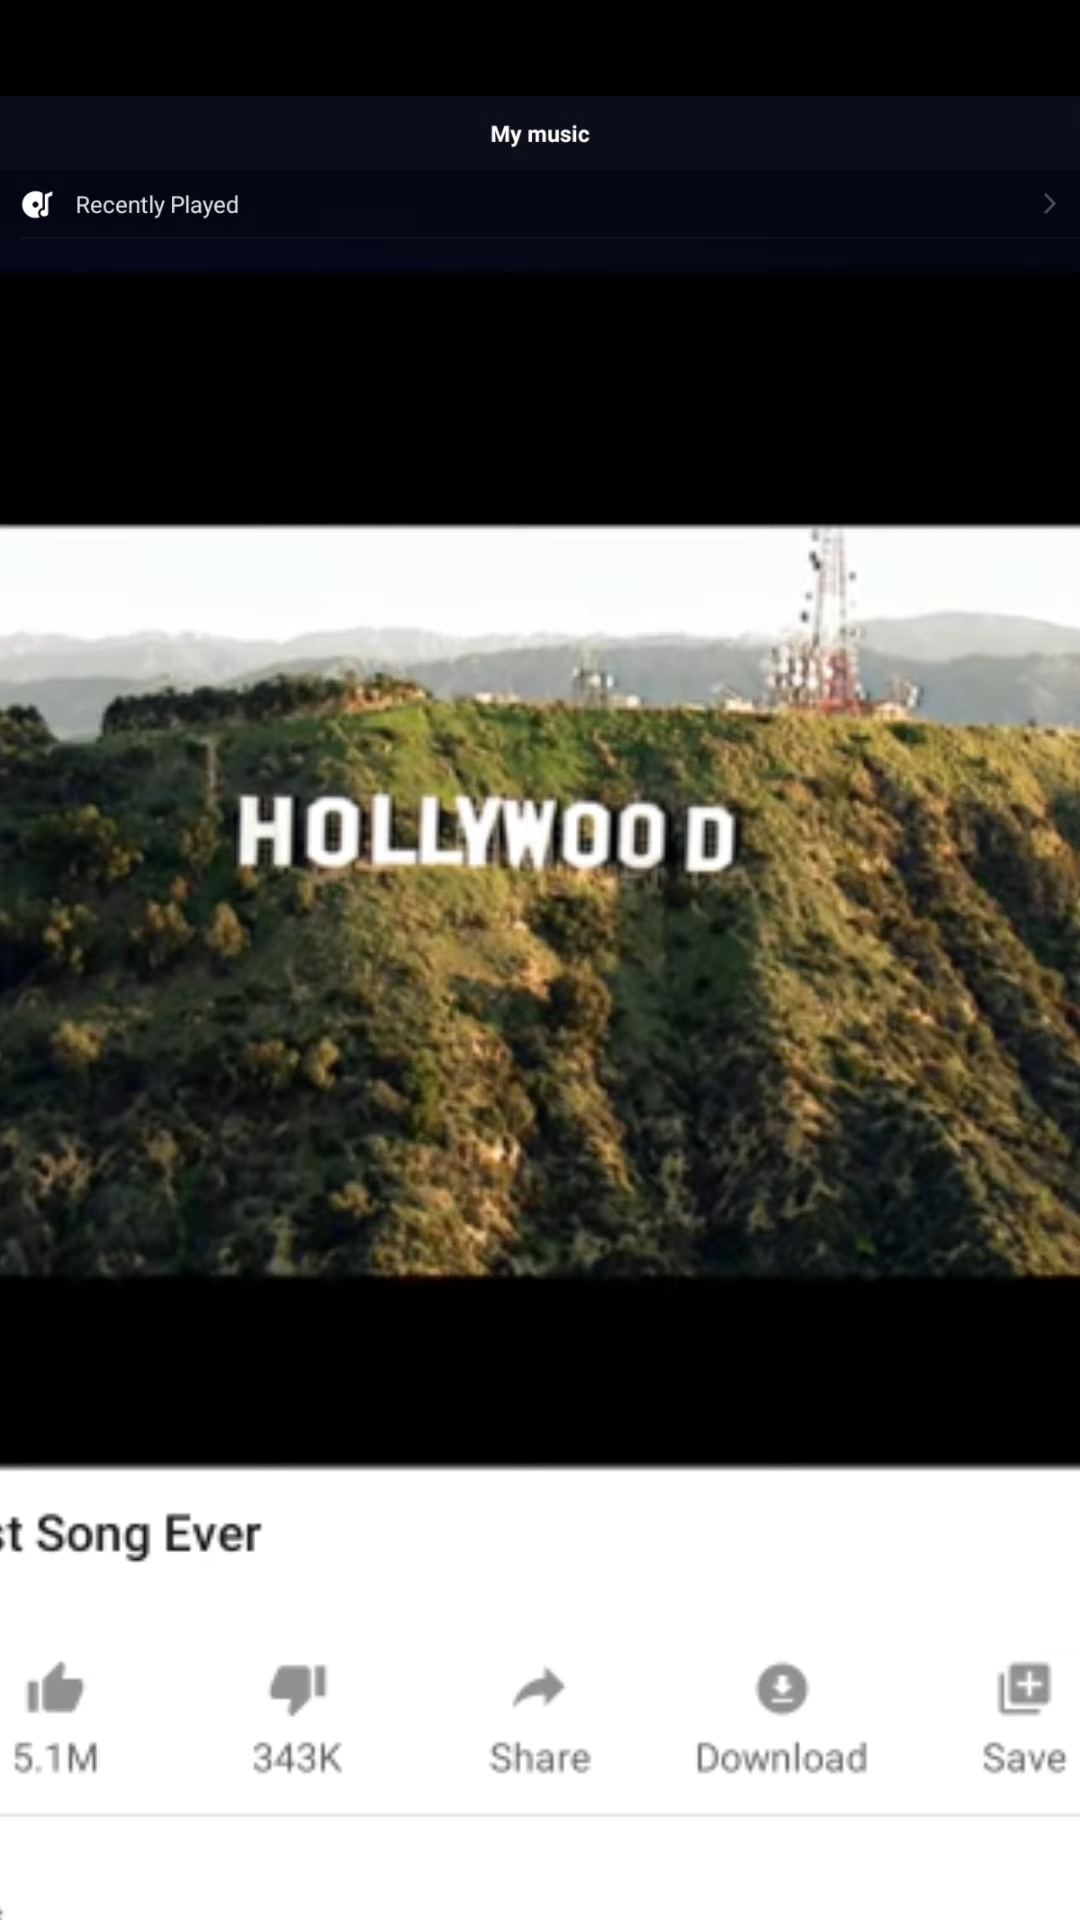 My music
Recently Played
HOLLYWOOD
Song Ever
5.1M
343K
Share
Download
Save